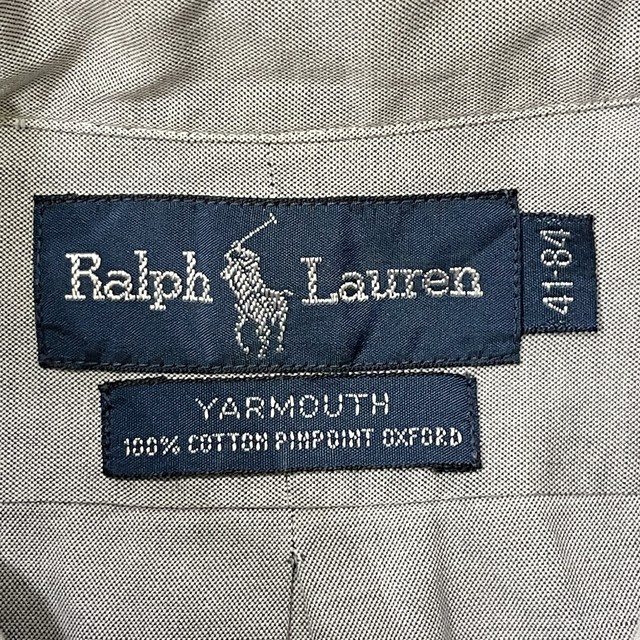 Ralph Lauren
41-84
YARMOUTH
100% COTTON PINPOINT OXFORD